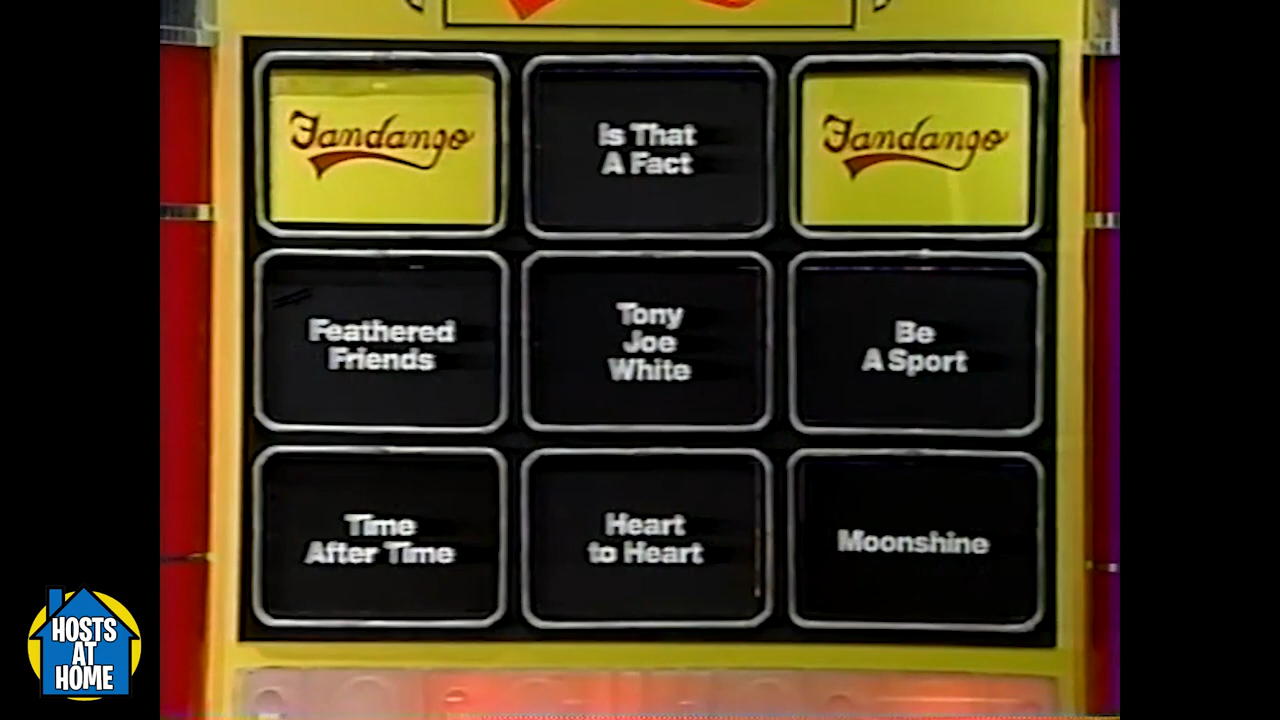 Fandango
Is That
A Fact
Fandango
Feathered
Friends
Tony
Joe
White
Be
A Sport
Time
After Time
Heart
to Heart
Moonshine
HOSTS
AT
HOME